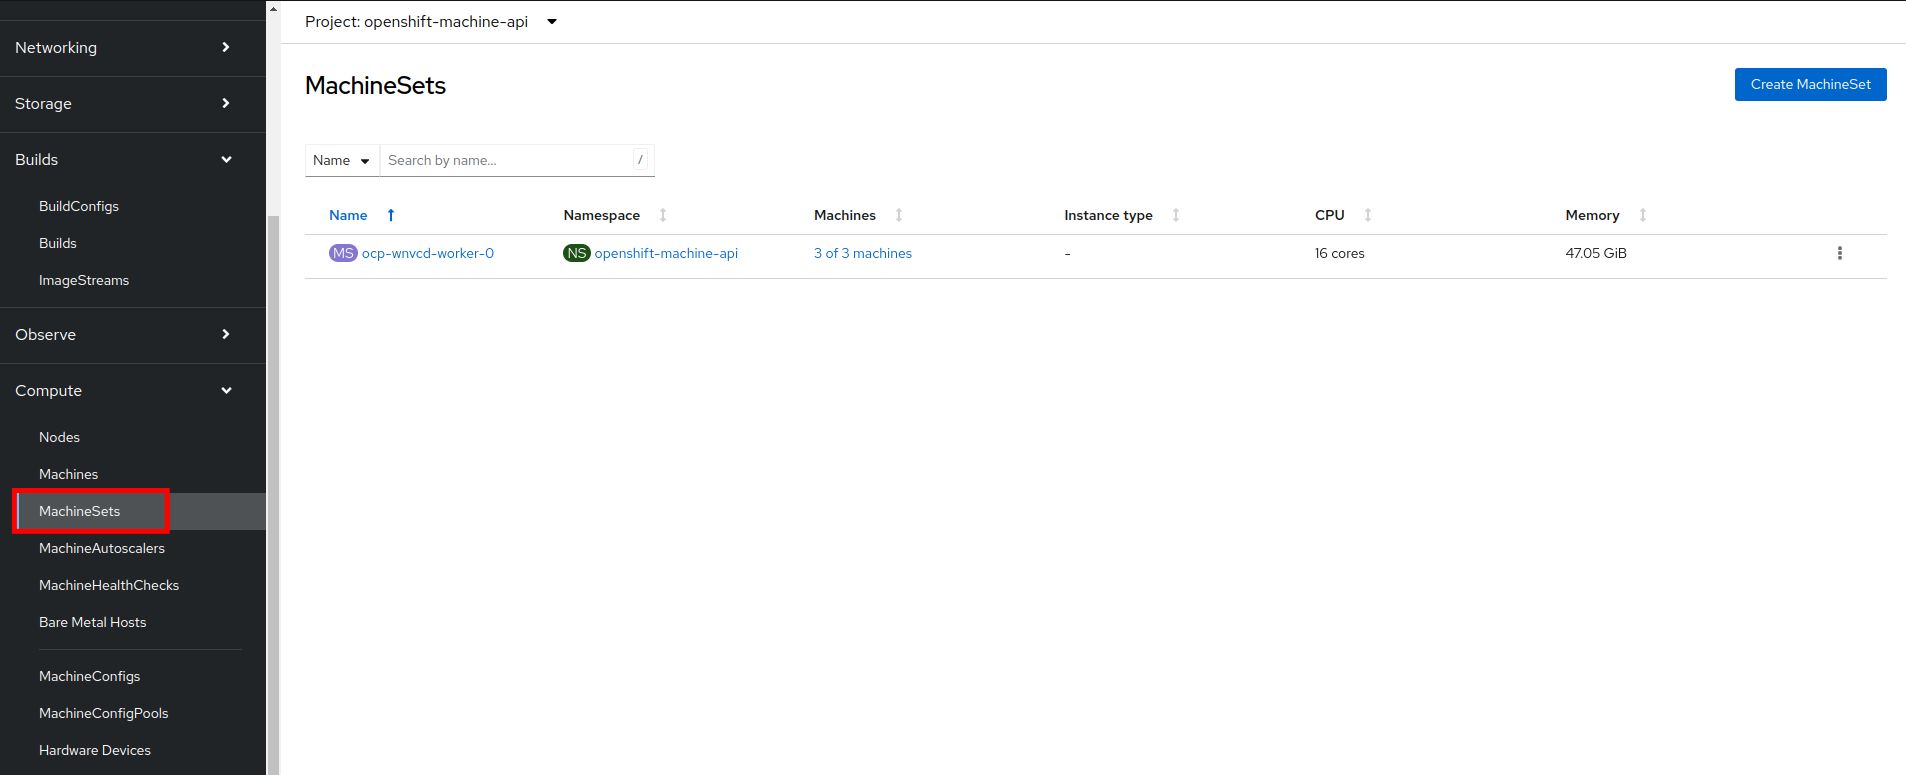 Networking
Storage
Builds
BuildConfigs
Builds
ImageStreams
Observe
Compute
Nodes
Machines
MachineSets
MachineAutoscalers
MachineHealthChecks
Bare Metal Hosts
MachineConfigs
MachineConfigPools
Hardware Devices
Project: openshift-machine-api
MachineSets
Create MachineSet
Name Search by name... /
Name Namespace Machines Instance type CPU Memory
MS ocp-wnvcd-worker-0 NS openshift-machine-api 3 of 3 machines - 16 cores 47.05 GiB